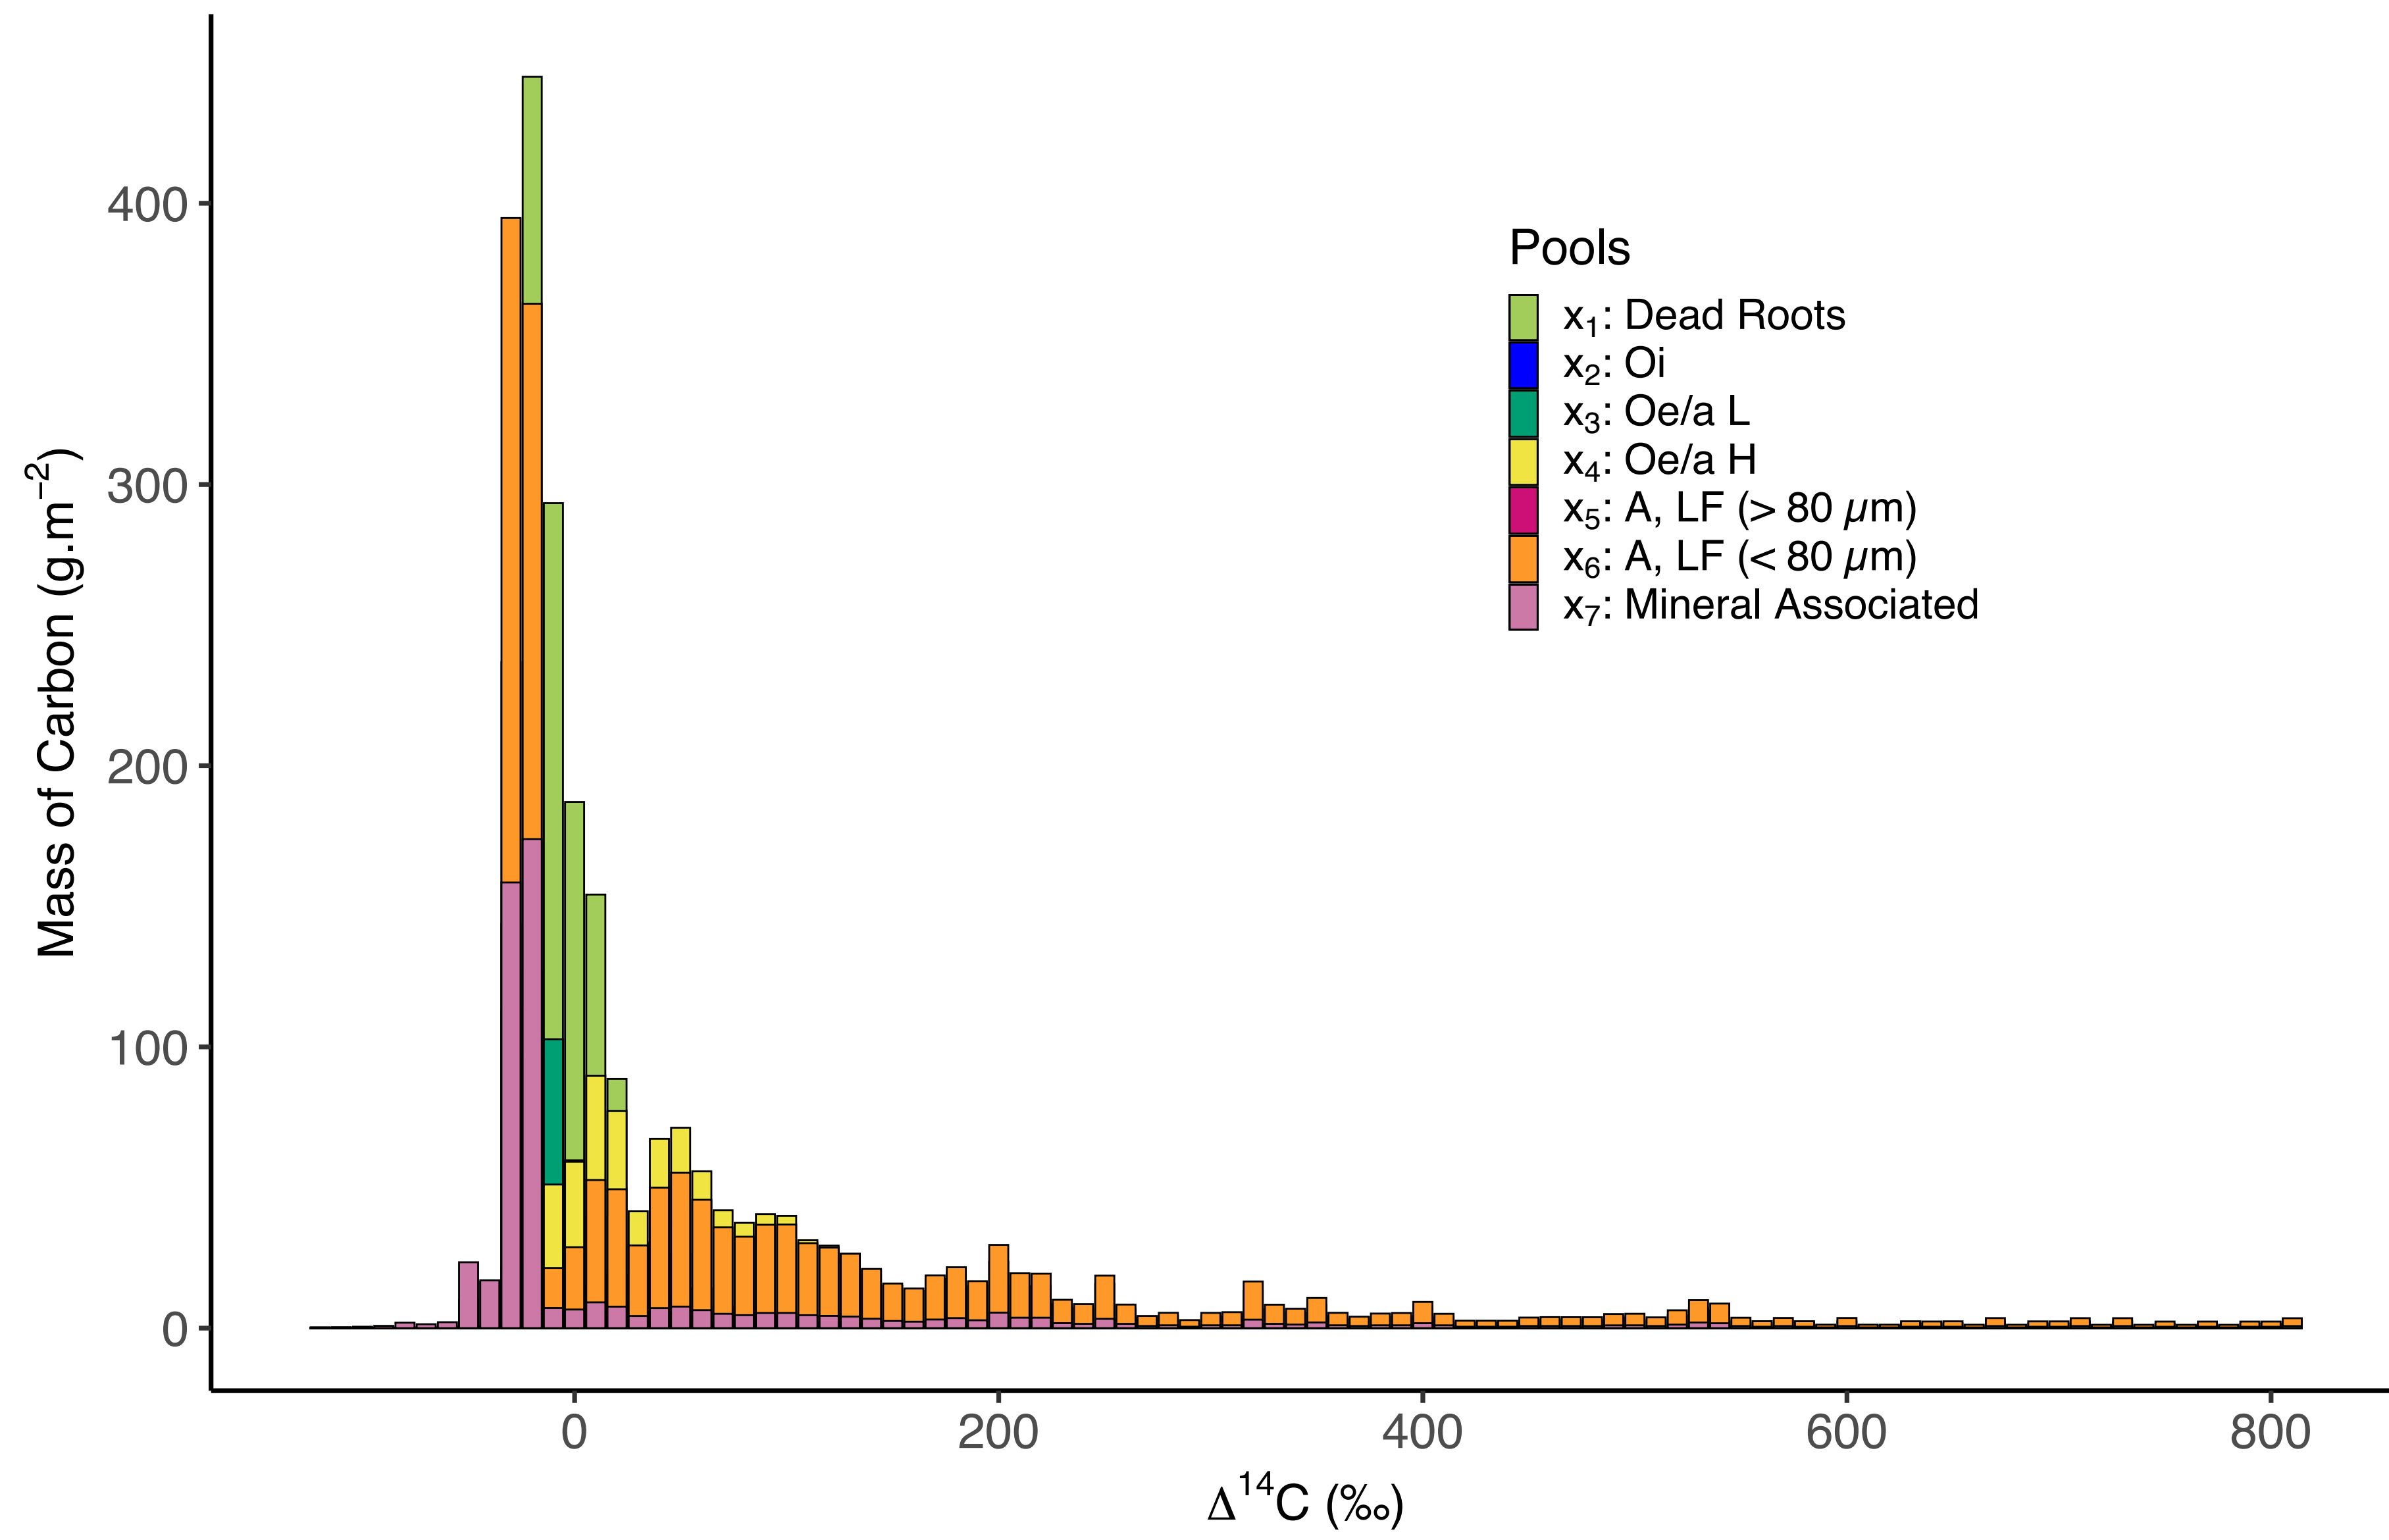 Mass of Carbon (g.m⁻²)
400
300
200
100
0
Pools
x₁: Dead Roots
x₂: Oi
x₃: Oe/a L
x₄: Oe/a H
x₅: A, LF (> 80 µm)
x₆: A, LF (< 80 µm)
x₇: Mineral Associated
0 200 400 600 800
Δ¹⁴C (‰)